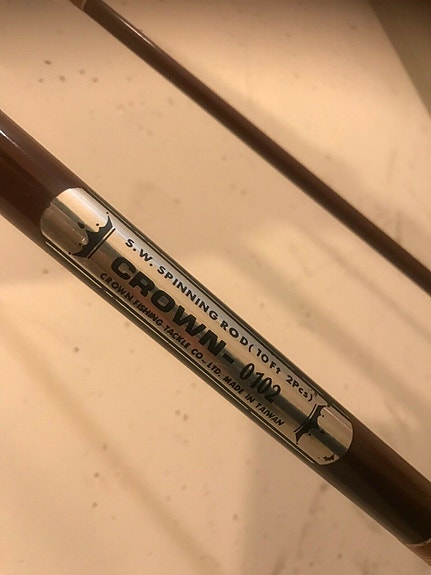 S.W. SPINNING ROD(10Ft 2Pcs)
CROWN-0102
CROWN FISHING TACKLE CO., LTD. MADE IN TAIWAN